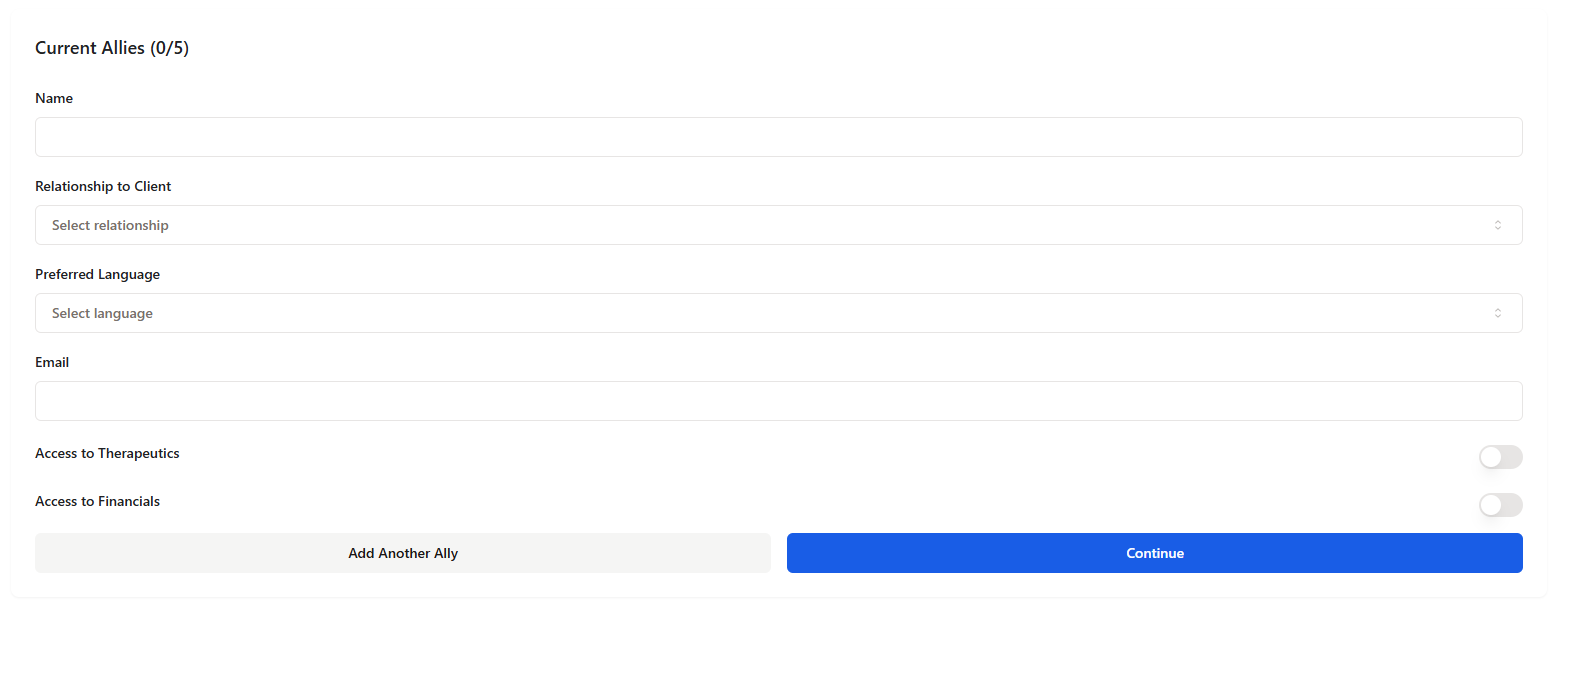 Current Allies (0/5)
Name
Relationship to Client
Select relationship
Preferred Language
Select language
Email
Access to Therapeutics
Access to Financials
Add Another Ally
Continue